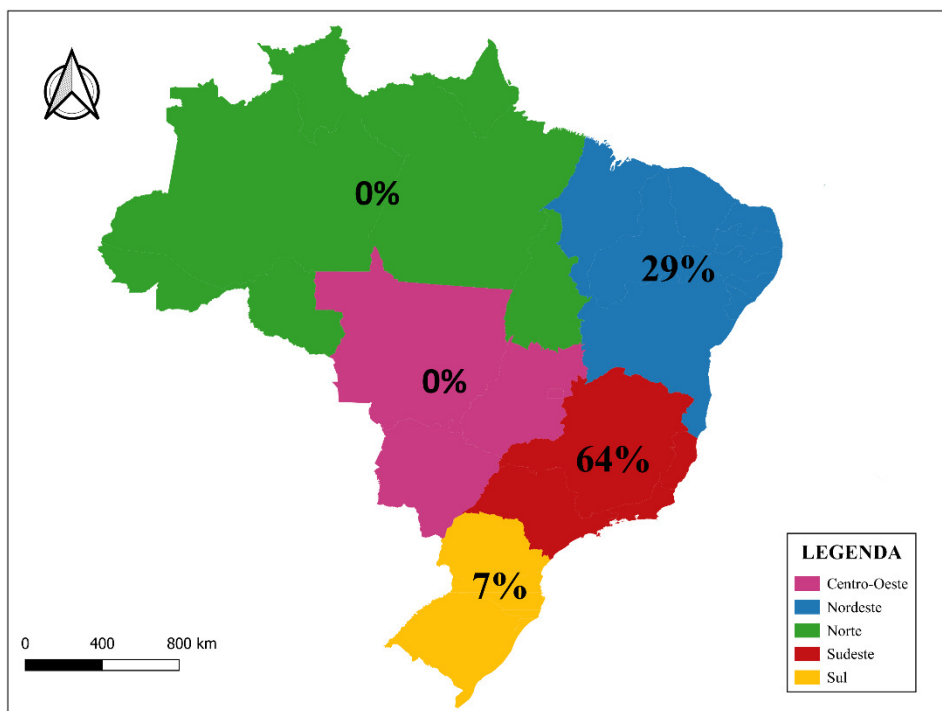 0%
29%
0%
64%
7%
LEGENDA
Centro-Oeste
Nordeste
Norte
Sudeste
Sul
0 400 800 km